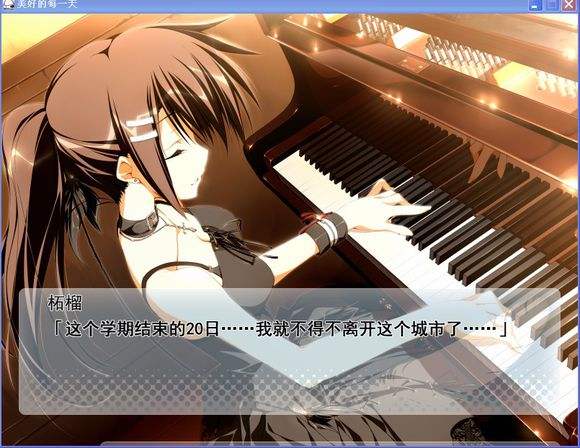 美好的每一天
柘榴
「这个学期结束的20日……我就不得不离开这个城市了……」